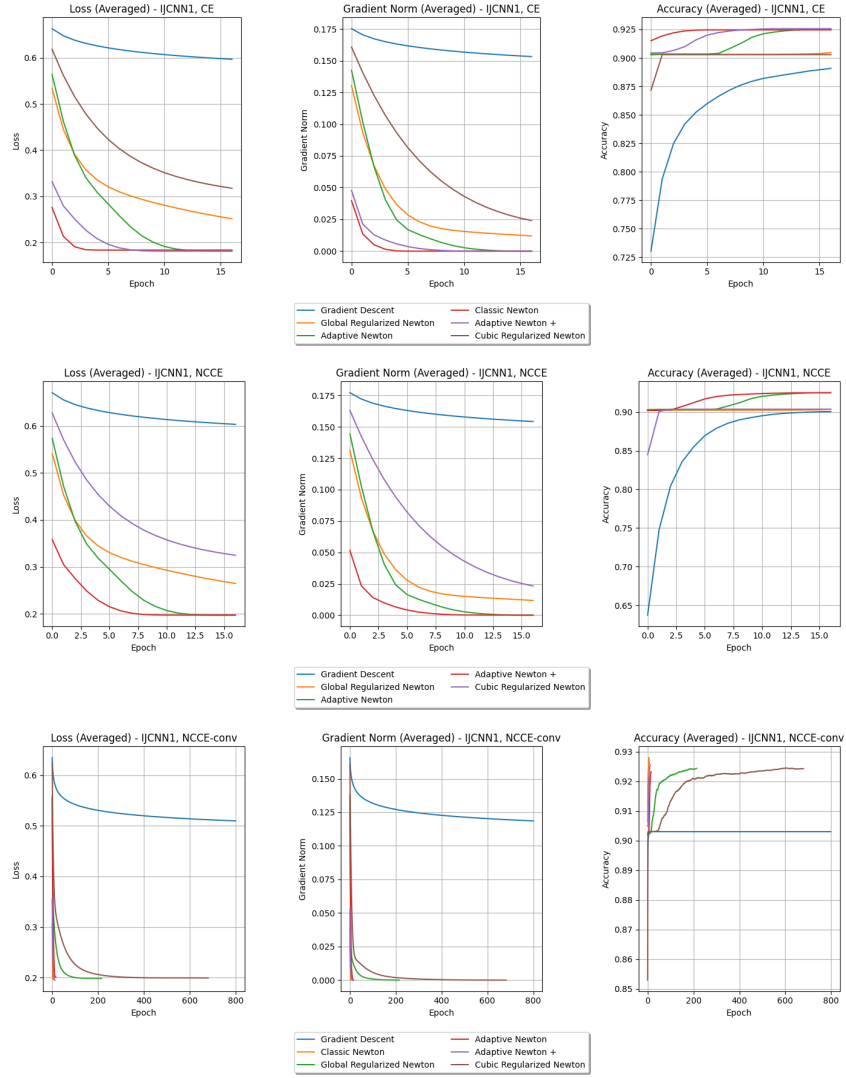 Loss (Averaged) - IJCNN1, CE
Gradient Norm (Averaged) - IJCNN1, CE
Accuracy (Averaged) - IJCNN1, CE
Loss
0.6
0.5
0.4
0.3
0.2
0 5 10 15
Epoch
Gradient Norm
0.175
0.150
0.125
0.100
0.075
0.050
0.025
0.000
0 5 10 15
Epoch
Accuracy
0.925
0.900
0.875
0.850
0.825
0.800
0.775
0.750
0.725
0 5 10 15
Epoch
Gradient Descent
Global Regularized Newton
Adaptive Newton
Classic Newton
Adaptive Newton +
Cubic Regularized Newton
Loss (Averaged) - IJCNN1, NCCE
Gradient Norm (Averaged) - IJCNN1, NCCE
Accuracy (Averaged) - IJCNN1, NCCE
Loss
0.6
0.5
0.4
0.3
0.2
0.0 2.5 5.0 7.5 10.0 12.5 15.0
Epoch
Gradient Norm
0.175
0.150
0.125
0.100
0.075
0.050
0.025
0.000
0.0 2.5 5.0 7.5 10.0 12.5 15.0
Epoch
Accuracy
0.90
0.85
0.80
0.75
0.70
0.65
0.0 2.5 5.0 7.5 10.0 12.5 15.0
Epoch
Gradient Descent
Global Regularized Newton
Adaptive Newton
Adaptive Newton +
Cubic Regularized Newton
Loss (Averaged) - IJCNN1, NCCE-conv
Gradient Norm (Averaged) - IJCNN1, NCCE-conv
Accuracy (Averaged) - IJCNN1, NCCE-conv
Loss
0.6
0.5
0.4
0.3
0.2
0 200 400 600 800
Epoch
Gradient Norm
0.150
0.125
0.100
0.075
0.050
0.025
0.000
0 200 400 600 800
Epoch
Accuracy
0.93
0.92
0.91
0.90
0.89
0.88
0.87
0.86
0.85
0 200 400 600 800
Epoch
Gradient Descent
Classic Newton
Global Regularized Newton
Adaptive Newton
Adaptive Newton +
Cubic Regularized Newton